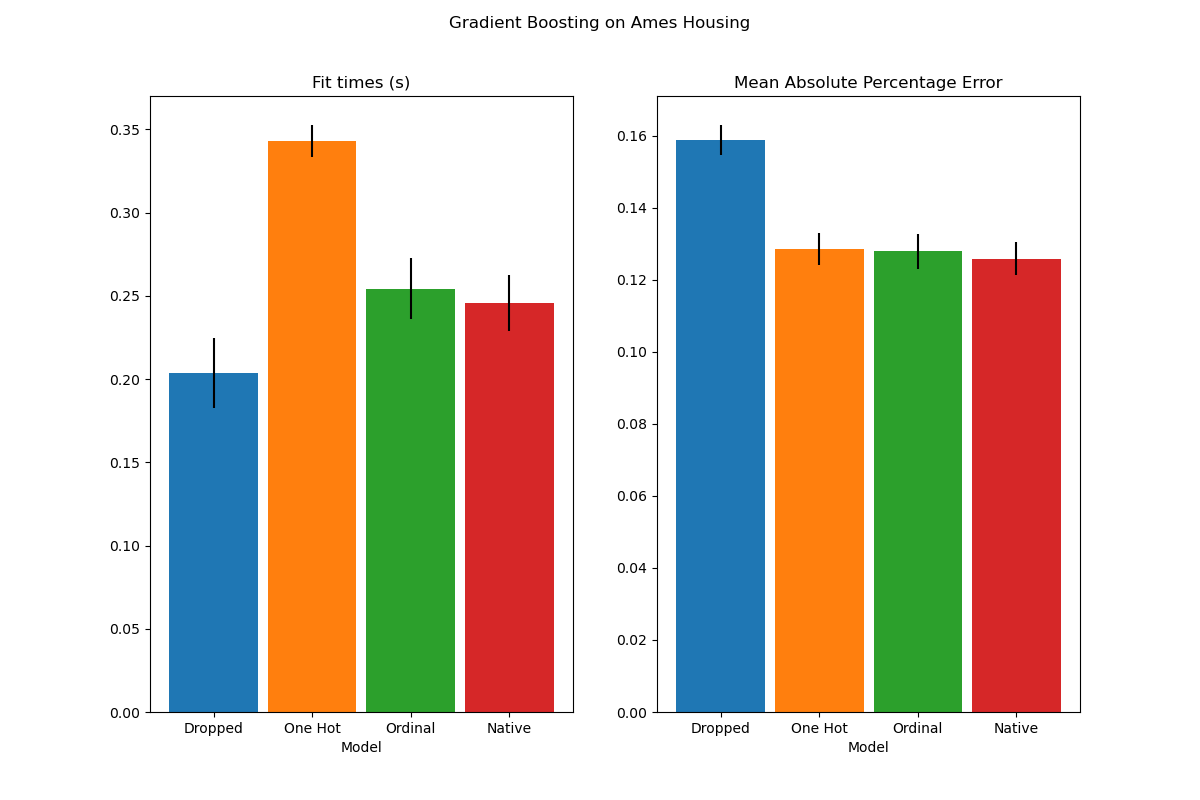 Gradient Boosting on Ames Housing
Fit times (s)
0.35
0.30
0.25
0.20
0.15
0.10
0.05
0.00
Dropped One Hot Ordinal Native
Model
Mean Absolute Percentage Error
0.16
0.14
0.12
0.10
0.08
0.06
0.04
0.02
0.00
Dropped One Hot Ordinal Native
Model